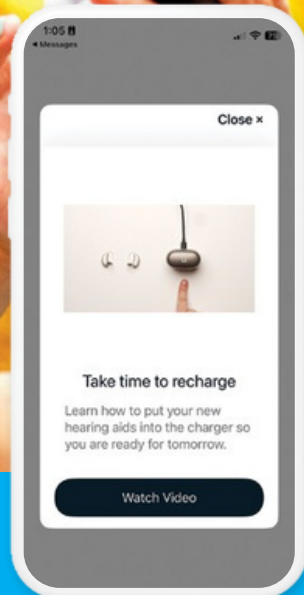 1:05
◀ Messages
Close ×
Take time to recharge
Learn how to put your new
hearing aids into the charger so
you are ready for tomorrow.
Watch Video